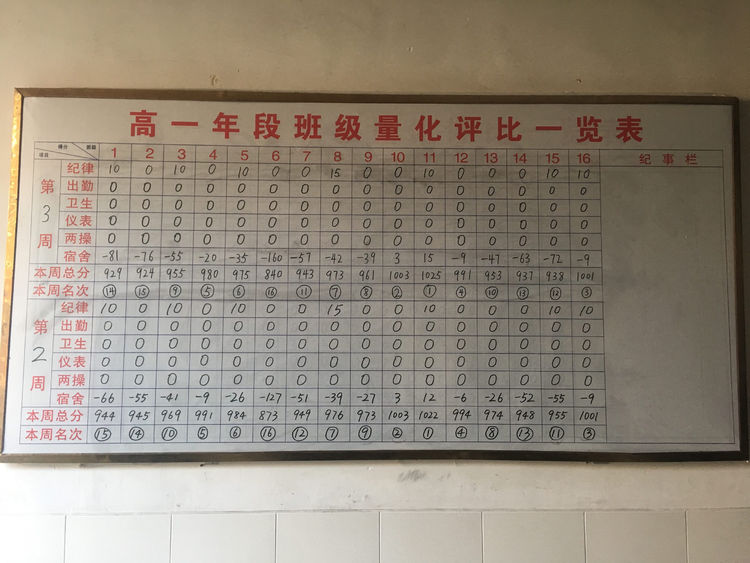 高一年段班级量化评比一览表
项目 得分 班级 1 2 3 4 5 6 7 8 9 10 11 12 13 14 15 16 纪事栏
第3周
纪律 10 0 10 0 10 0 0 15 0 0 10 0 0 0 10 10
出勤 0 0 0 0 0 0 0 0 0 0 0 0 0 0 0 0
卫生 0 0 0 0 0 0 0 0 0 0 0 0 0 0 0 0
仪表 0 0 0 0 0 0 0 0 0 0 0 0 0 0 0 0
两操 0 0 0 0 0 0 0 0 0 0 0 0 0 0 0 0
宿舍 -81 -76 -55 -20 -35 -160 -57 -42 -39 3 15 -9 -47 -63 -72 -9
本周总分 929 924 955 980 975 840 943 973 961 1003 1025 991 953 937 938 1001
本周名次 ⑭ ⑮ ⑨ ⑤ ⑥ ⑯ ⑪ ⑦ ⑧ ② ① ④ ⑩ ⑬ ⑫ ③
第2周
纪律 10 0 10 0 10 0 0 15 0 0 10 0 0 0 10 10
出勤 0 0 0 0 0 0 0 0 0 0 0 0 0 0 0 0
卫生 0 0 0 0 0 0 0 0 0 0 0 0 0 0 0 0
仪表 0 0 0 0 0 0 0 0 0 0 0 0 0 0 0 0
两操 0 0 0 0 0 0 0 0 0 0 0 0 0 0 0 0
宿舍 -66 -55 -41 -9 -26 -127 -51 -39 -27 3 12 -6 -26 -52 -55 -9
本周总分 944 945 969 991 984 873 949 976 973 1003 1022 994 974 948 955 1001
本周名次 ⑮ ⑭ ⑩ ⑤ ⑥ ⑯ ⑫ ⑦ ⑨ ② ① ④ ⑧ ⑬ ⑪ ③